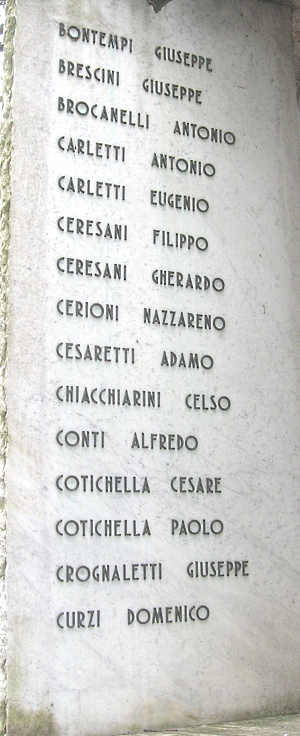 BONTEMPI GIUSEPPE
BRESCINI GIUSEPPE
BROCANELLI ANTONIO
CARLETTI ANTONIO
CARLETTI EUGENIO
CERESANI FILIPPO
CERESANI GHERARDO
CERIONI NAZZARENO
CESARETTI ADAMO
CHIACCHIARINI CELSO
CONTI ALFREDO
COTICHELLA CESARE
COTICHELLA PAOLO
CROGNALETTI GIUSEPPE
CURZI DOMENICO